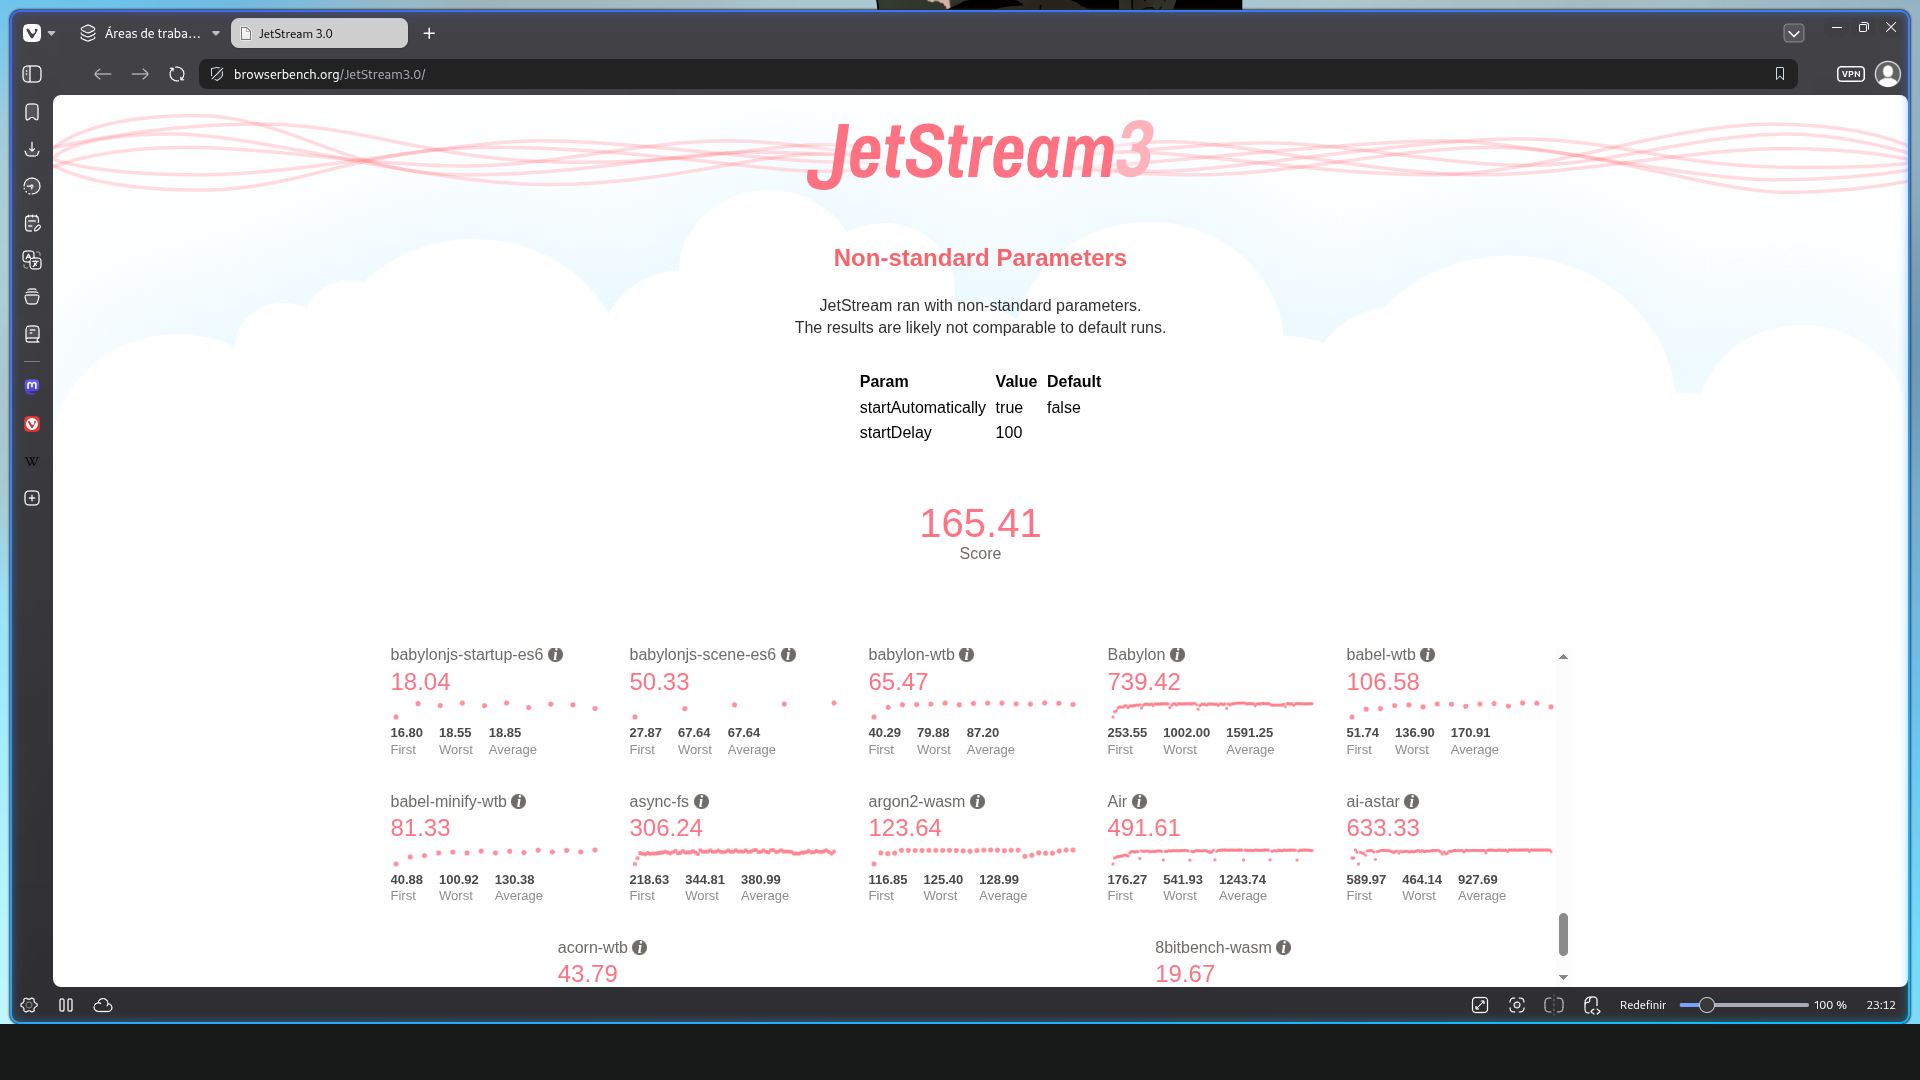 Áreas de traba...
JetStream 3.0
browserbench.org/JetStream3.0/
VPN
JetStream3
Non-standard Parameters
JetStream ran with non-standard parameters.
The results are likely not comparable to default runs.
Param Value Default
startAutomatically true false
startDelay 100
165.41
Score
babylonjs-startup-es6 i
18.04
16.80 18.55 18.85
First Worst Average
babylonjs-scene-es6 i
50.33
27.87 67.64 67.64
First Worst Average
babylon-wtb i
65.47
40.29 79.88 87.20
First Worst Average
Babylon i
739.42
253.55 1002.00 1591.25
First Worst Average
babel-wtb i
106.58
51.74 136.90 170.91
First Worst Average
babel-minify-wtb i
81.33
40.88 100.92 130.38
First Worst Average
async-fs i
306.24
218.63 344.81 380.99
First Worst Average
argon2-wasm i
123.64
116.85 125.40 128.99
First Worst Average
Air i
491.61
176.27 541.93 1243.74
First Worst Average
ai-astar i
633.33
589.97 464.14 927.69
First Worst Average
acorn-wtb i
43.79
8bitbench-wasm i
19.67
W
Redefinir 100 % 23:12